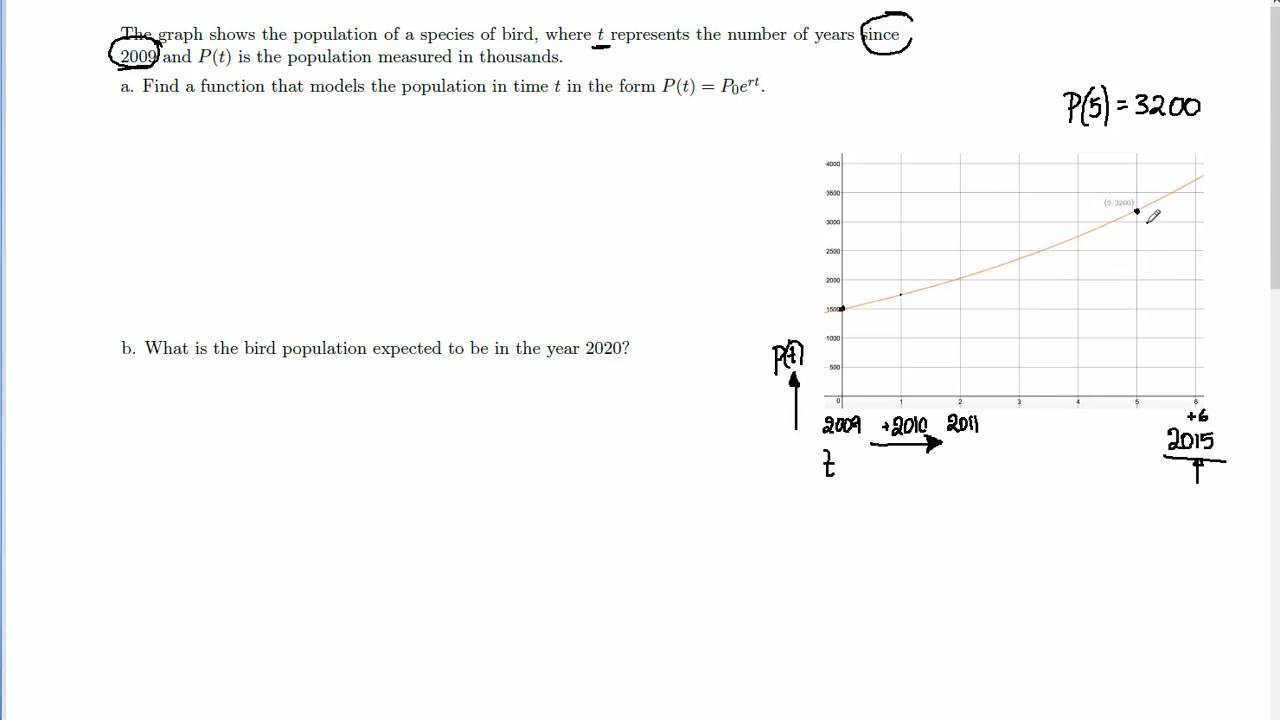 The graph shows the population of a species of bird, where t represents the number of years since
2009 and P(t) is the population measured in thousands.
a. Find a function that models the population in time t in the form P(t) = P₀eʳᵗ.
P(5) = 3200
4000
3500
(5, 3200)
3000
2500
2000
1500
1000
b. What is the bird population expected to be in the year 2020?
P(t)
500
0 1 2 3 4 5 6
+6
2009 +2010 2011
2015
t